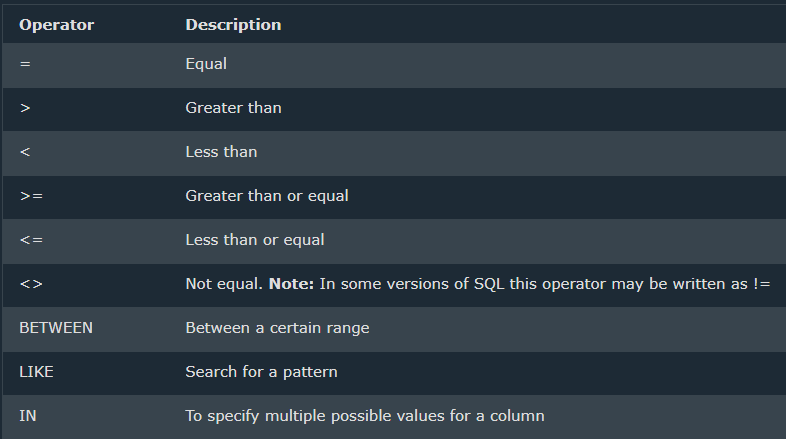 Operator Description
= Equal
> Greater than
< Less than
>= Greater than or equal
<= Less than or equal
<> Not equal. Note: In some versions of SQL this operator may be written as !=
BETWEEN Between a certain range
LIKE Search for a pattern
IN To specify multiple possible values for a column